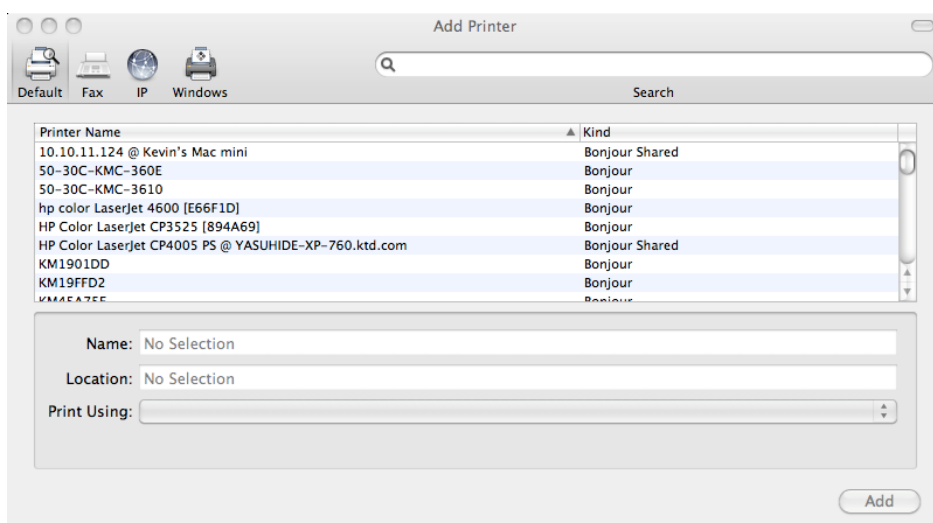 Add Printer
Default Fax IP Windows
Search
Printer Name Kind
10.10.11.124 @ Kevin's Mac mini Bonjour Shared
50-30C-KMC-360E Bonjour
50-30C-KMC-3610 Bonjour
hp color LaserJet 4600 [E66F1D] Bonjour
HP Color LaserJet CP3525 [894A69] Bonjour
HP Color LaserJet CP4005 PS @ YASUHIDE-XP-760.ktd.com Bonjour Shared
KM1901DD Bonjour
KM19FFD2 Bonjour
Bonjour
Name: No Selection
Location: No Selection
Print Using:
Add